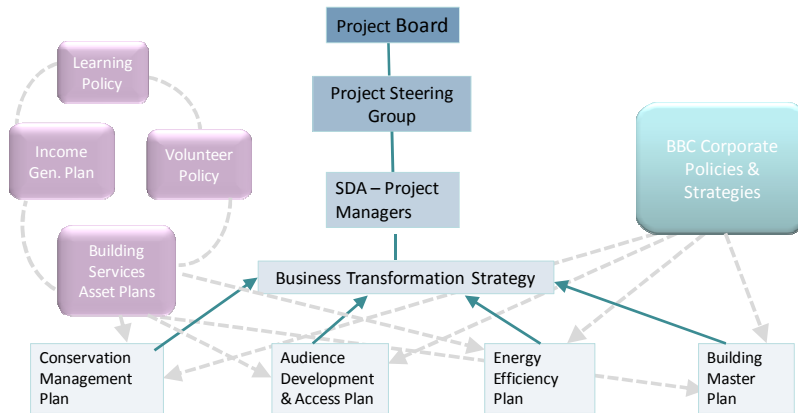 Project Board
Learning
Policy
Project Steering
Group
Income
Gen. Plan
Volunteer
Policy
BBC Corporate
Policies &
Strategies
SDA – Project
Managers
Building
Services
Asset Plans
Business Transformation Strategy
Conservation
Management
Plan
Audience
Development
& Access Plan
Energy
Efficiency
Plan
Building
Master
Plan